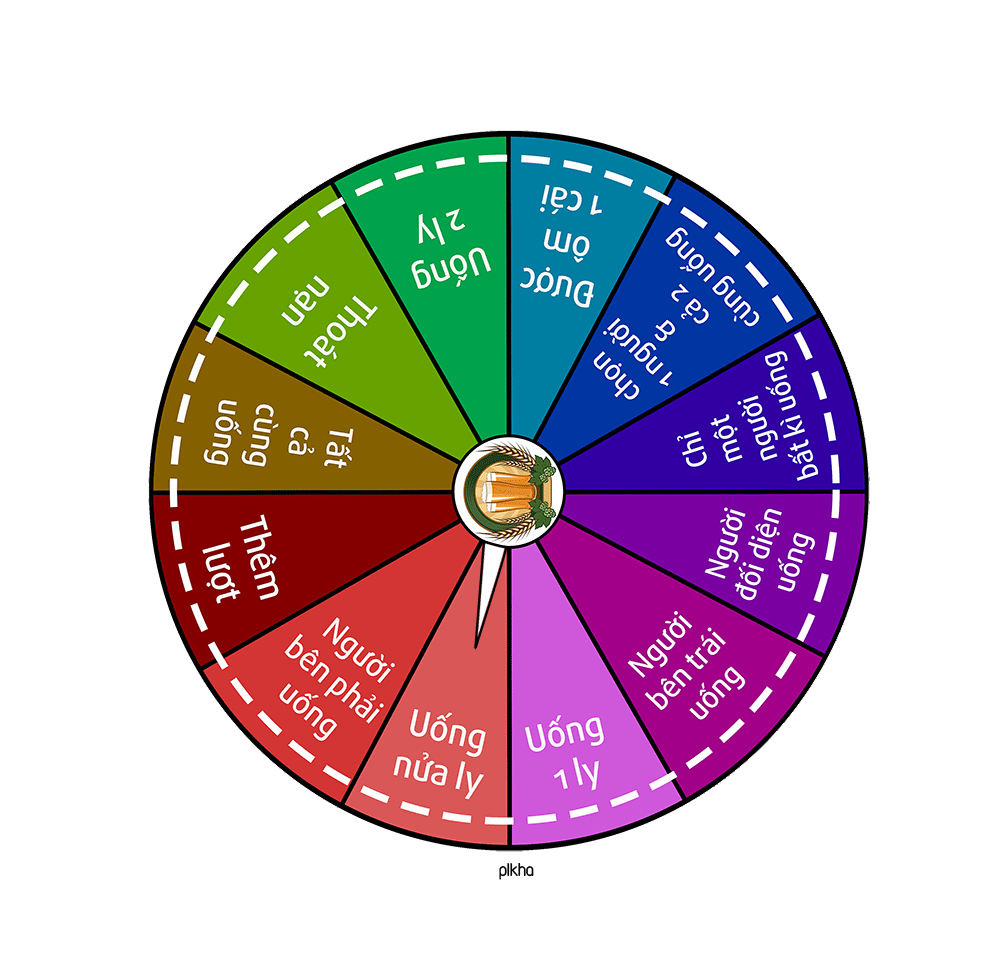 Được
ôm
1 cái
chọn
1 người
&
cả 2
cùng uống
Chỉ
một
người
bất kì uống
Người
đối diện
uống
Người
bên trái
uống
Uống
1 ly
Uống
nửa ly
Người
bên phải
uống
Thêm
lượt
Tất
cả
cùng
uống
Thoát
nạn
Uống
2 ly
plkha